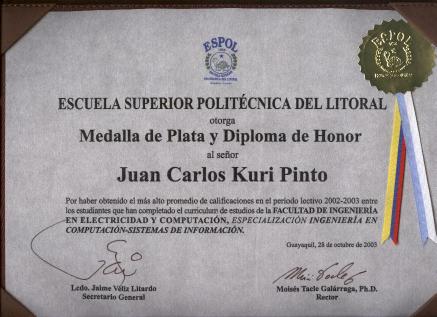 ESPOL
ESCUELA SUPERIOR POLITÉCNICA DEL LITORAL
otorga
Medalla de Plata y Diploma de Honor
al señor
Juan Carlos Kuri Pinto
Por haber obtenido el más alto promedio de calificaciones en el período lectivo 2002-2003 entre
los estudiantes que han completado el curriculum de estudios de la FACULTAD DE INGENIERÍA
EN ELECTRICIDAD Y COMPUTACIÓN, ESPECIALIZACIÓN INGENIERÍA EN
COMPUTACIÓN-SISTEMAS DE INFORMACIÓN.
Guayaquil, 28 de octubre de 2003
Lcdo. Jaime Véliz Litardo
Secretario General
Moisés Tacle Galárraga, Ph.D.
Rector
ESPOL